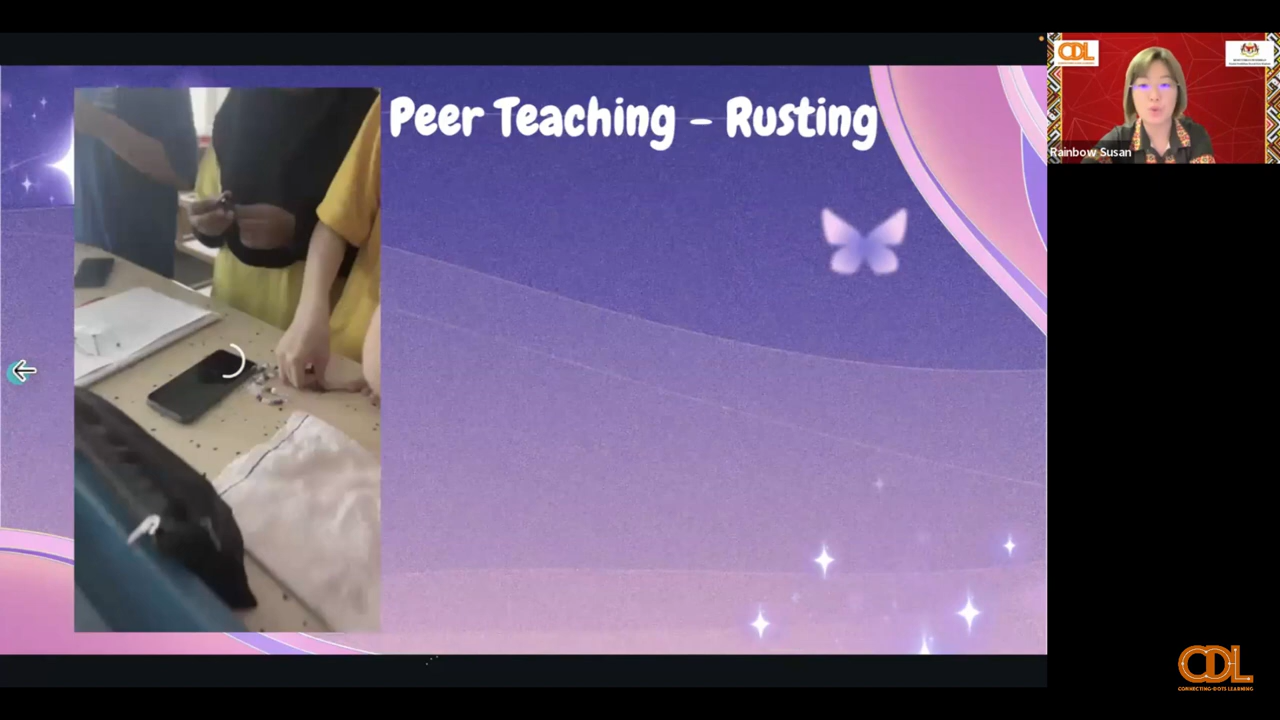 Peer Teaching - Rusting
CDL
Rainbow Susan
CDL
CONNECTING-DOTS LEARNING